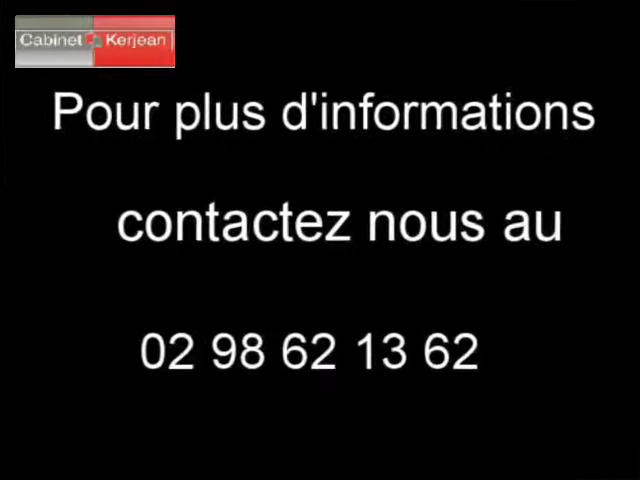 Cabinet Kerjean
Pour plus d'informations
contactez nous au
02 98 62 13 62